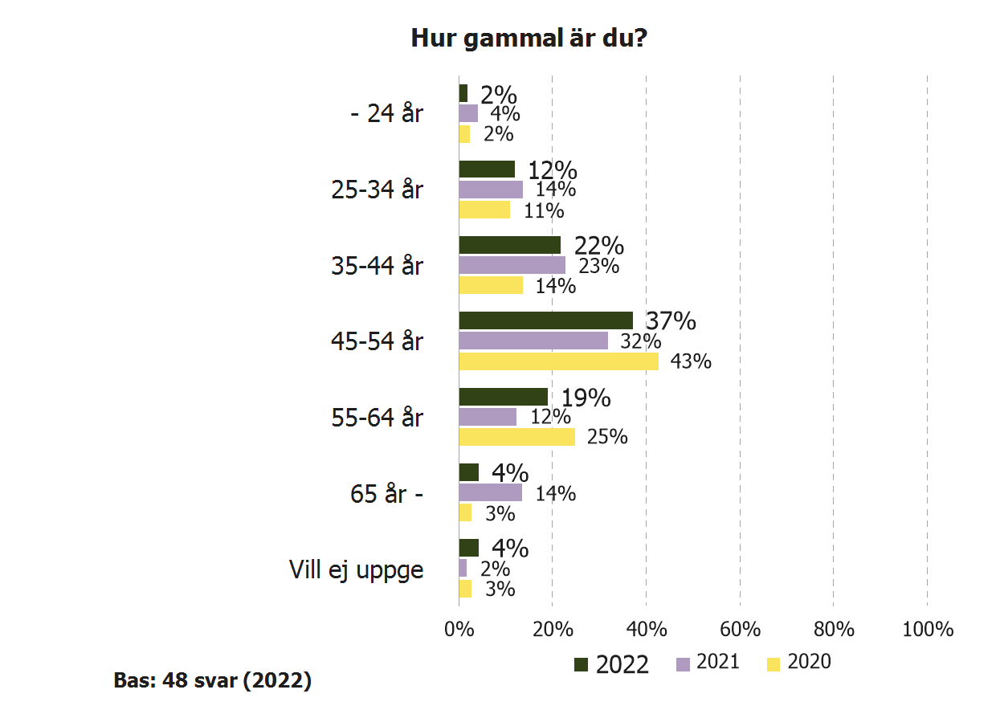 Hur gammal är du?
- 24 år
2%
4%
2%
25-34 år
12%
14%
11%
35-44 år
22%
23%
14%
45-54 år
37%
32%
43%
55-64 år
19%
12%
25%
65 år -
4%
14%
3%
Vill ej uppge
4%
2%
3%
0% 20% 40% 60% 80% 100%
2022 2021 2020
Bas: 48 svar (2022)